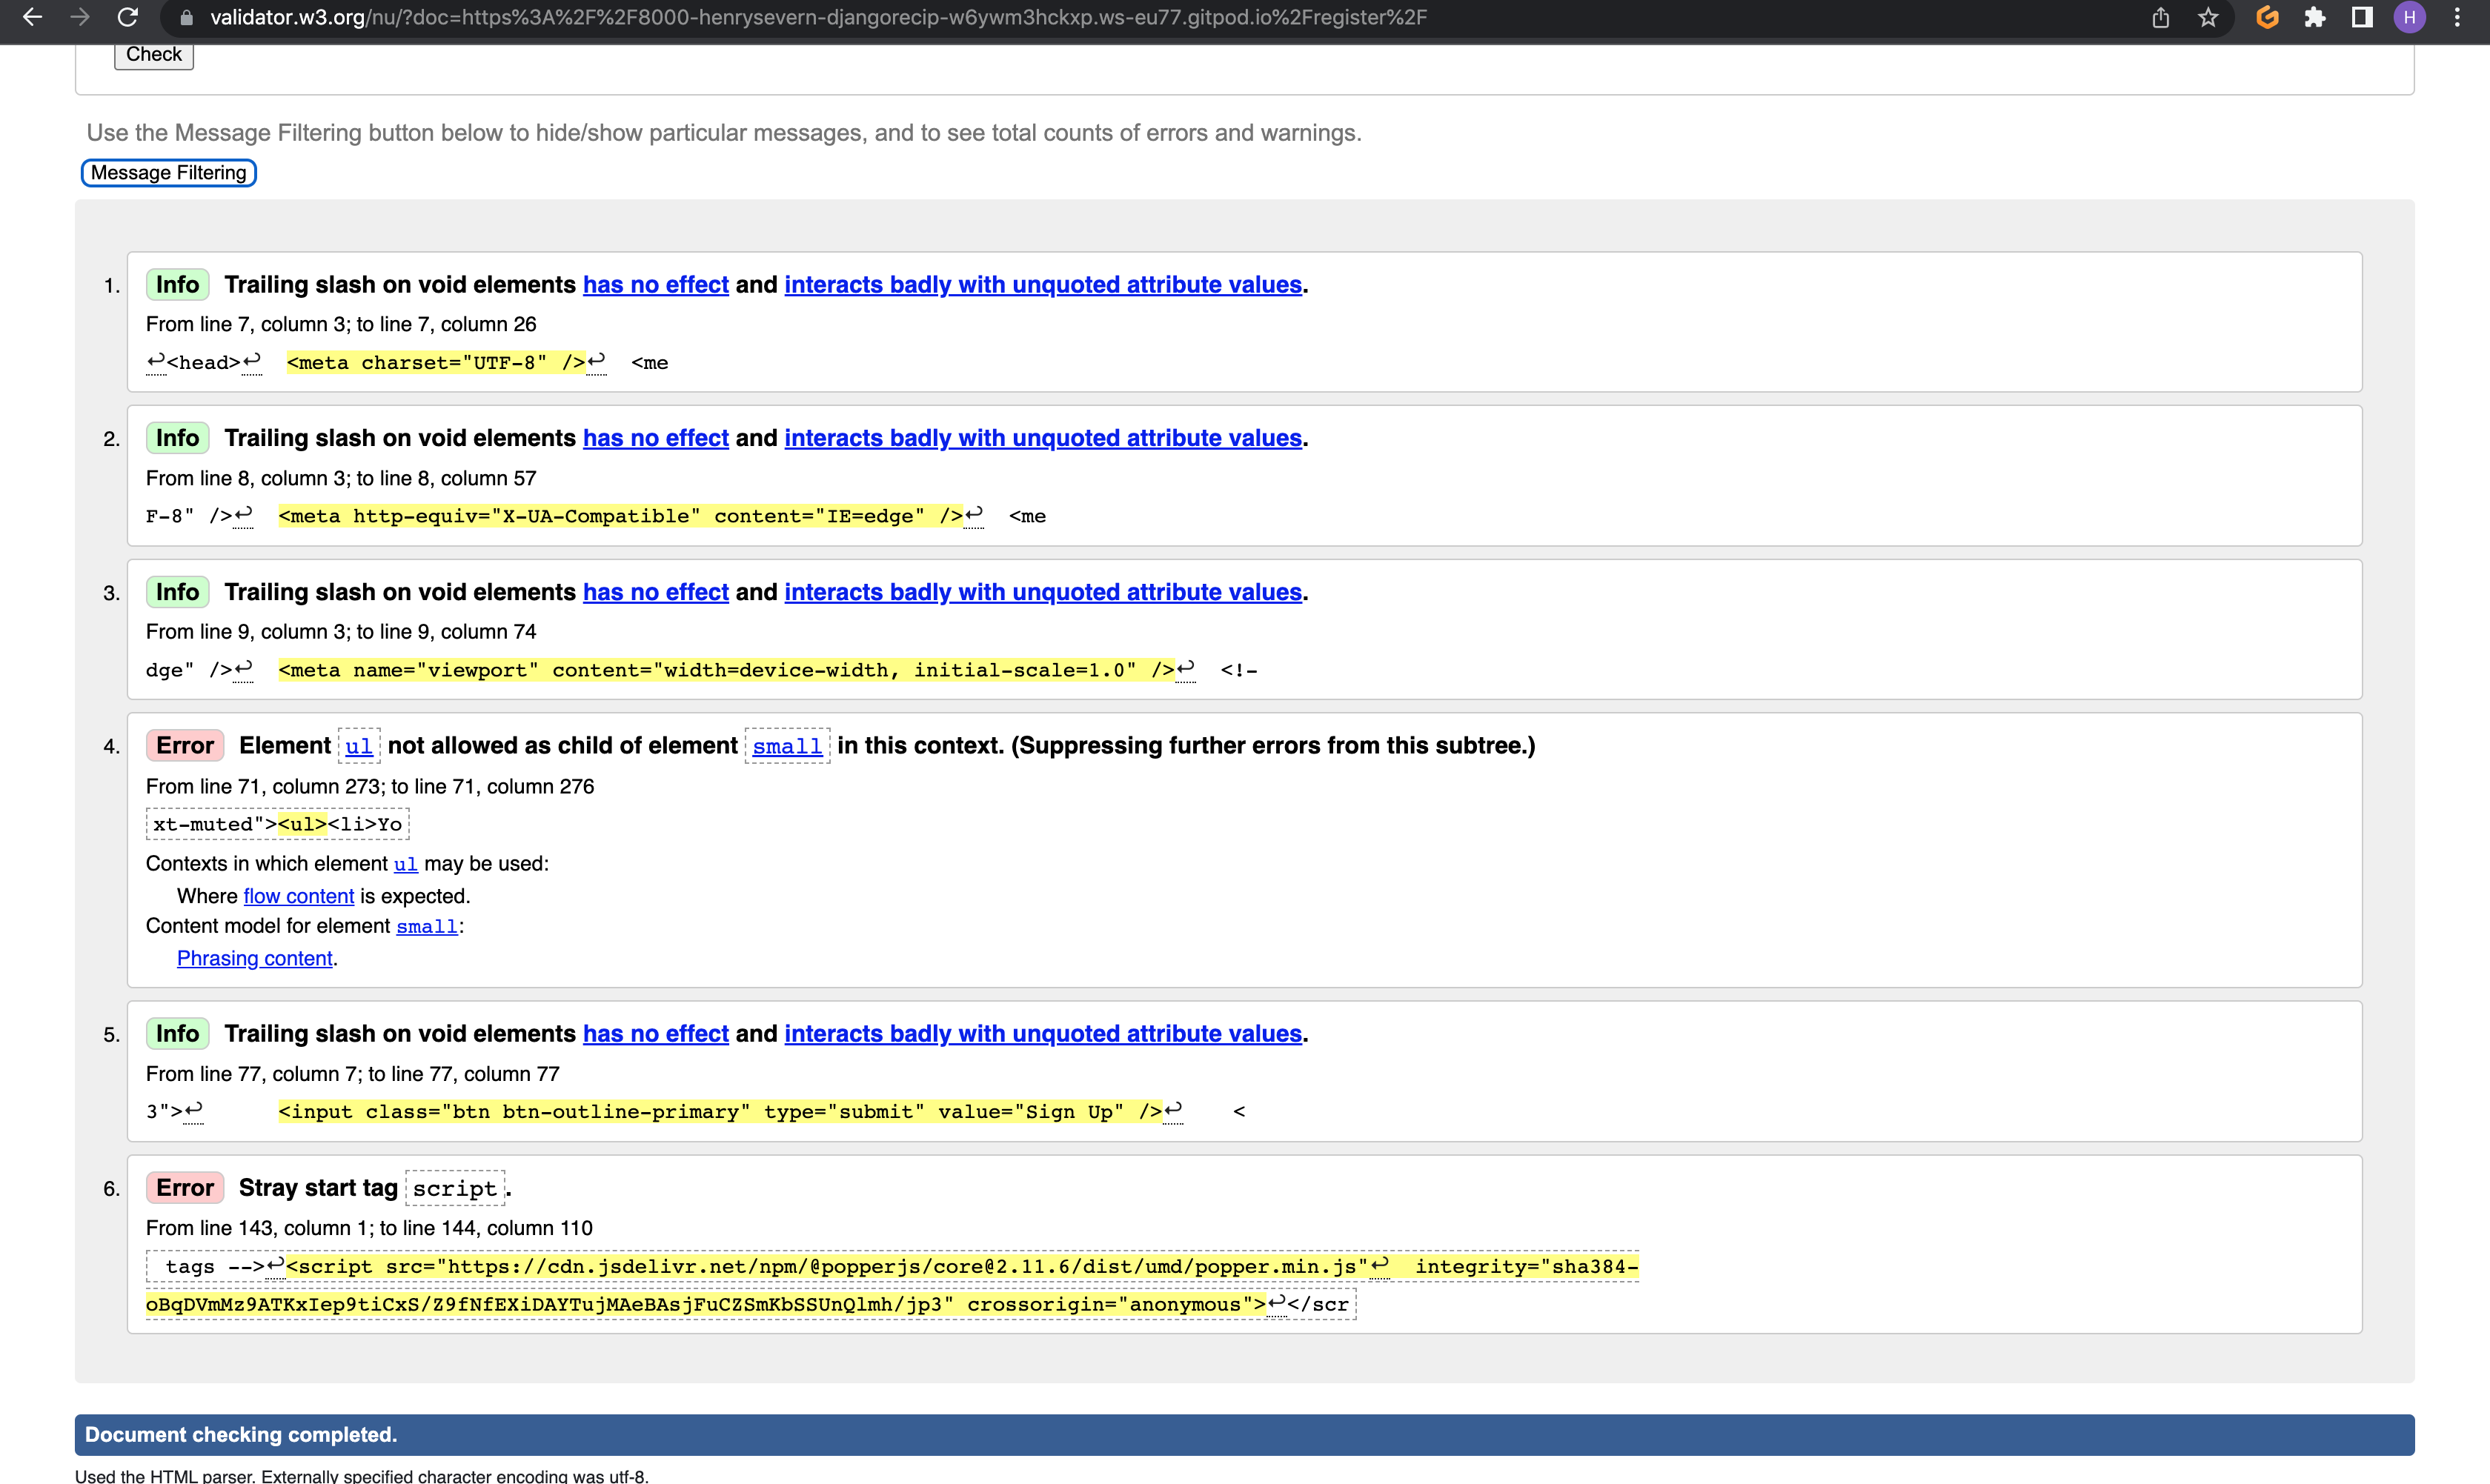 validator.w3.org/nu/?doc=https%3A%2F%2F8000-henrysevern-djangorecip-w6ywm3hckxp.ws-eu77.gitpod.io%2Fregister%2F
H
Check
Use the Message Filtering button below to hide/show particular messages, and to see total counts of errors and warnings.
Message Filtering
1. Info Trailing slash on void elements has no effect and interacts badly with unquoted attribute values.
From line 7, column 3; to line 7, column 26
↩<head>↩ <meta charset="UTF-8" />↩ <me
2. Info Trailing slash on void elements has no effect and interacts badly with unquoted attribute values.
From line 8, column 3; to line 8, column 57
F-8" />↩ <meta http-equiv="X-UA-Compatible" content="IE=edge" />↩ <me
3. Info Trailing slash on void elements has no effect and interacts badly with unquoted attribute values.
From line 9, column 3; to line 9, column 74
dge" />↩ <meta name="viewport" content="width=device-width, initial-scale=1.0" />↩ <!-
4. Error Element ul not allowed as child of element small in this context. (Suppressing further errors from this subtree.)
From line 71, column 273; to line 71, column 276
xt-muted"><ul><li>Yo
Contexts in which element ul may be used:
Where flow content is expected.
Content model for element small:
Phrasing content.
5. Info Trailing slash on void elements has no effect and interacts badly with unquoted attribute values.
From line 77, column 7; to line 77, column 77
3">↩ <input class="btn btn-outline-primary" type="submit" value="Sign Up" />↩ <
6. Error Stray start tag script.
From line 143, column 1; to line 144, column 110
tags -->↩<script src="https://cdn.jsdelivr.net/npm/@popperjs/core@2.11.6/dist/umd/popper.min.js"↩ integrity="sha384-
oBqDVmMz9ATKxIep9tiCxS/Z9fNfEXiDAYTujMAeBAsjFuCZSmKbSSUnQlmh/jp3" crossorigin="anonymous">↩</scr
Document checking completed.
Used the HTML parser. Externally specified character encoding was utf-8.